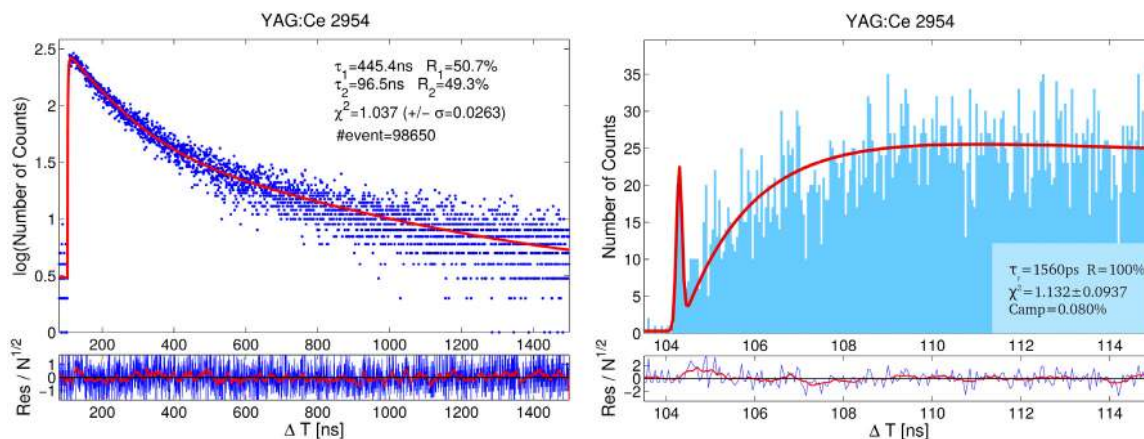 YAG:Ce 2954
2.5
2
1.5
1
0.5
0
log(Number of Counts)
τ1=445.4ns R1=50.7%
τ2=96.5ns R2=49.3%
χ²=1.037 (+/− σ=0.0263)
#event=98650
200 400 600 800 1000 1200 1400
1
0
-1
Res / N^1/2
200 400 600 800 1000 1200 1400
Δ T [ns]
YAG:Ce 2954
35
30
25
20
15
10
5
0
Number of Counts
τr=1560ps R=100%
χ²=1.132±0.0937
Camp=0.080%
104 106 108 110 112 114
2
0
-2
Res / N^1/2
104 106 108 110 112 114
Δ T [ns]